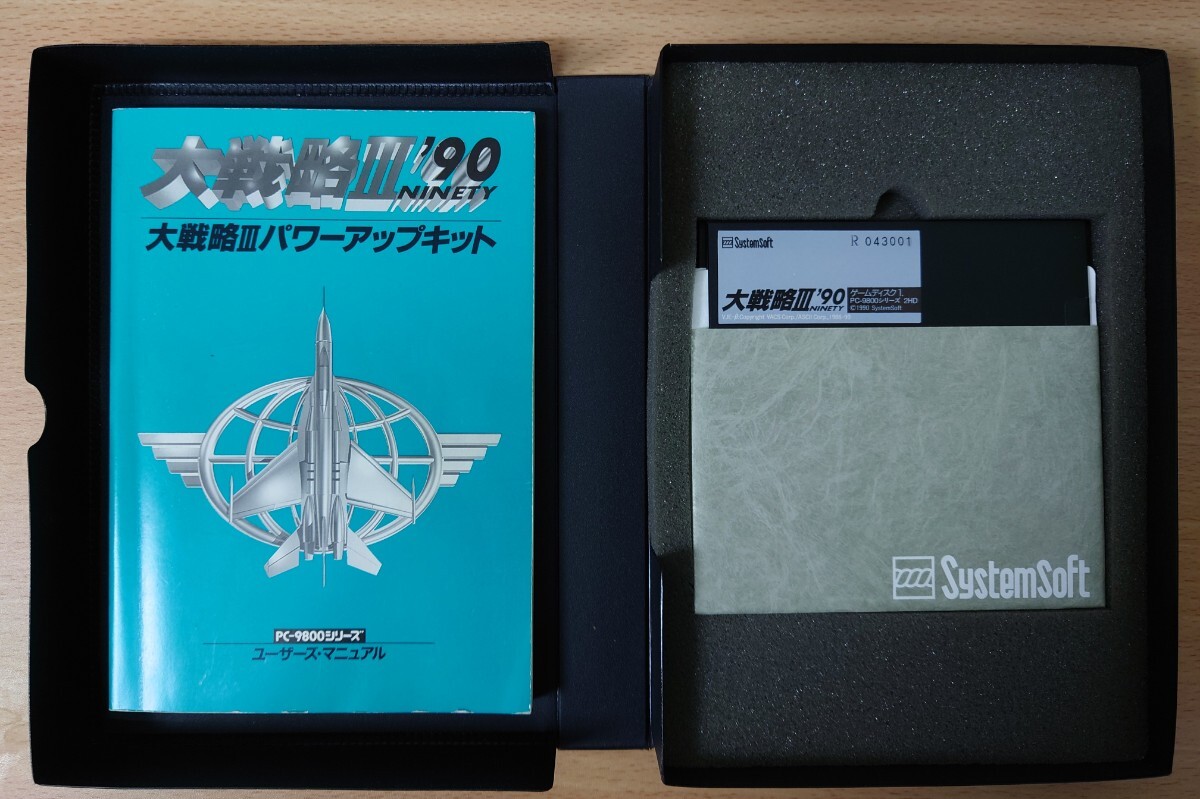 大戦略III'90
NINETY
大戦略IIIパワーアップキット
PC-9800シリーズ
ユーザーズ・マニュアル
SystemSoft
R 043001
大戦略III'90
NINETY
ゲームディスク1.
PC-9800シリーズ 2HD
©1990 SystemSoft
SystemSoft